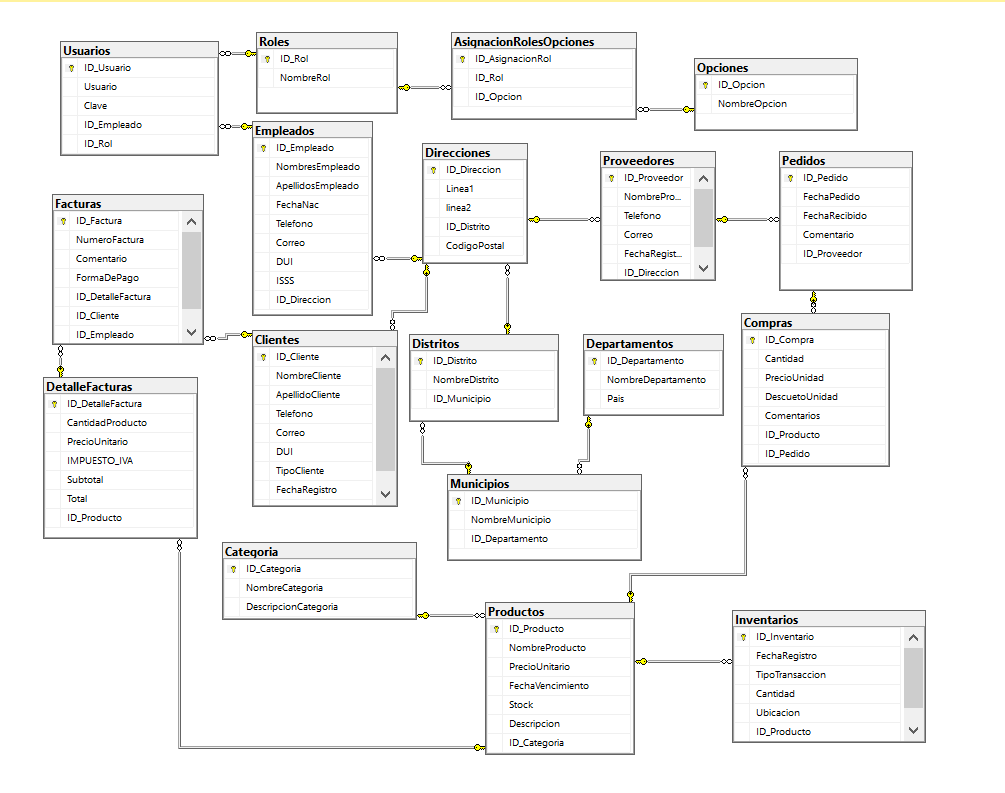 Usuarios
ID_Usuario
Usuario
Clave
ID_Empleado
ID_Rol
Roles
ID_Rol
NombreRol
AsignacionRolesOpciones
ID_AsignacionRol
ID_Rol
ID_Opcion
Opciones
ID_Opcion
NombreOpcion
Empleados
ID_Empleado
NombresEmpleado
ApellidosEmpleado
FechaNac
Telefono
Correo
DUI
ISSS
ID_Direccion
Direcciones
ID_Direccion
Linea1
linea2
ID_Distrito
CodigoPostal
Proveedores
ID_Proveedor
NombrePro...
Telefono
Correo
FechaRegist...
ID_Direccion
Pedidos
ID_Pedido
FechaPedido
FechaRecibido
Comentario
ID_Proveedor
Facturas
ID_Factura
NumeroFactura
Comentario
FormaDePago
ID_DetalleFactura
ID_Cliente
ID_Empleado
Clientes
ID_Cliente
NombreCliente
ApellidoCliente
Telefono
Correo
DUI
TipoCliente
FechaRegistro
Distritos
ID_Distrito
NombreDistrito
ID_Municipio
Departamentos
ID_Departamento
NombreDepartamento
Pais
Compras
ID_Compra
Cantidad
PrecioUnidad
DescuetoUnidad
Comentarios
ID_Producto
ID_Pedido
DetalleFacturas
ID_DetalleFactura
CantidadProducto
PrecioUnitario
IMPUESTO_IVA
Subtotal
Total
ID_Producto
Municipios
ID_Municipio
NombreMunicipio
ID_Departamento
Categoria
ID_Categoria
NombreCategoria
DescripcionCategoria
Productos
ID_Producto
NombreProducto
PrecioUnitario
FechaVencimiento
Stock
Descripcion
ID_Categoria
Inventarios
ID_Inventario
FechaRegistro
TipoTransaccion
Cantidad
Ubicacion
ID_Producto